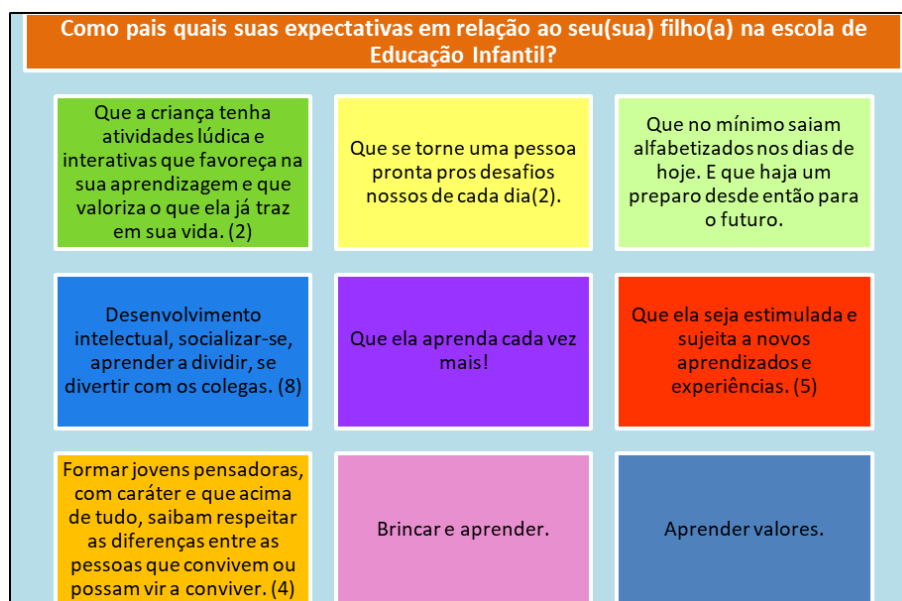 Como pais quais suas expectativas em relação ao seu(sua) filho(a) na escola de
Educação Infantil?
Que a criança tenha
atividades lúdica e
interativas que favoreça na
sua aprendizagem e que
valoriza o que ela já traz
em sua vida. (2)
Que se torne uma pessoa
pronta pros desafios
nossos de cada dia(2).
Que no mínimo saiam
alfabetizados nos dias de
hoje. E que haja um
preparo desde então para
o futuro.
Desenvolvimento
intelectual, socializar-se,
aprender a dividir, se
divertir com os colegas. (8)
Que ela aprenda cada vez
mais!
Que ela seja estimulada e
sujeita a novos
aprendizados e
experiências. (5)
Formar jovens pensadoras,
com caráter e que acima
de tudo, saibam respeitar
as diferenças entre as
pessoas que convivem ou
possam vir a conviver. (4)
Brincar e aprender.
Aprender valores.